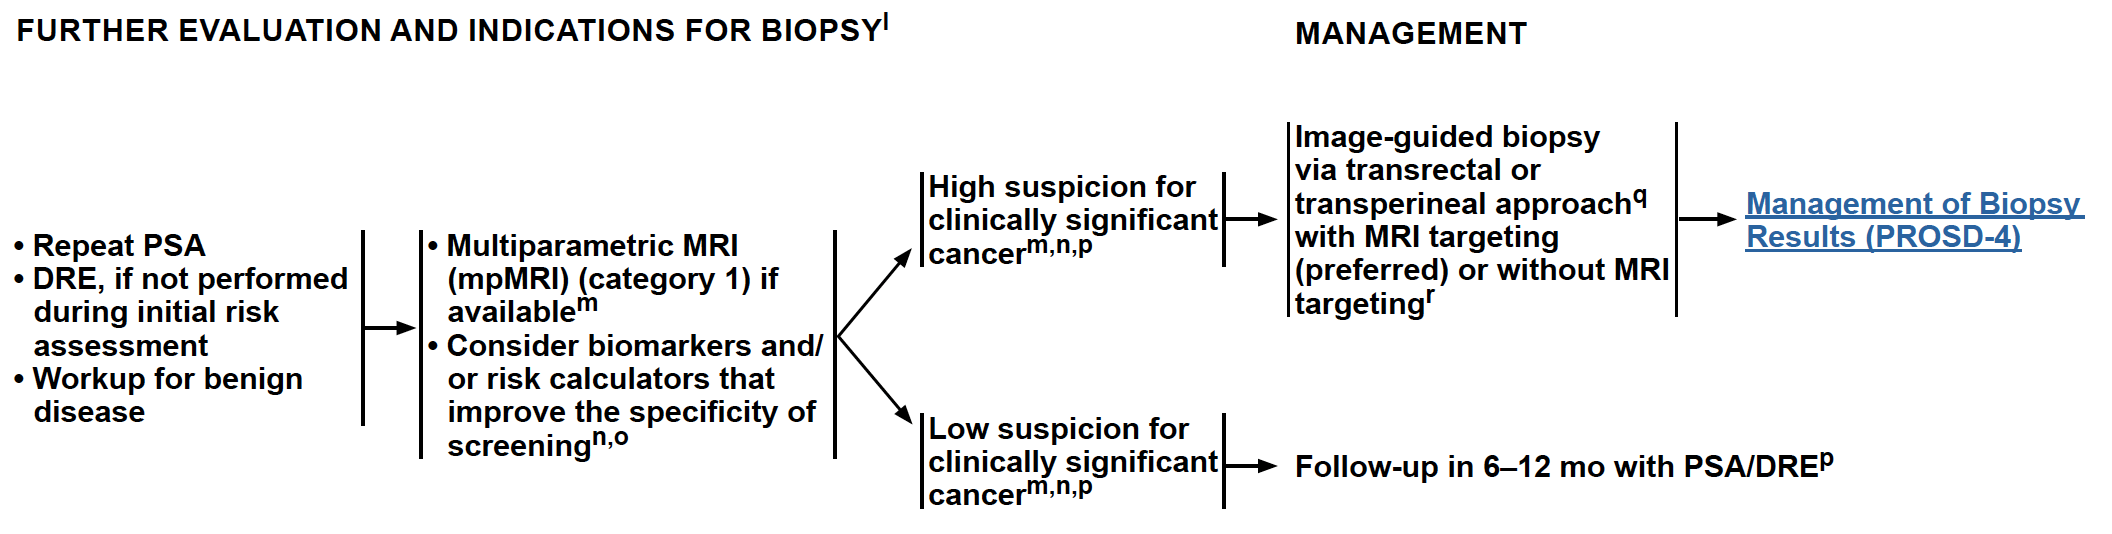 FURTHER EVALUATION AND INDICATIONS FOR BIOPSYl
MANAGEMENT
• Repeat PSA
• DRE, if not performed
during initial risk
assessment
• Workup for benign
disease
• Multiparametric MRI
(mpMRI) (category 1) if
availablem
• Consider biomarkers and/
or risk calculators that
improve the specificity of
screeningn,o
High suspicion for
clinically significant
cancerm,n,p
Image-guided biopsy
via transrectal or
transperineal approachq
with MRI targeting
(preferred) or without MRI
targetingr
Management of Biopsy
Results (PROSD-4)
Low suspicion for
clinically significant
cancerm,n,p
Follow-up in 6–12 mo with PSA/DREp